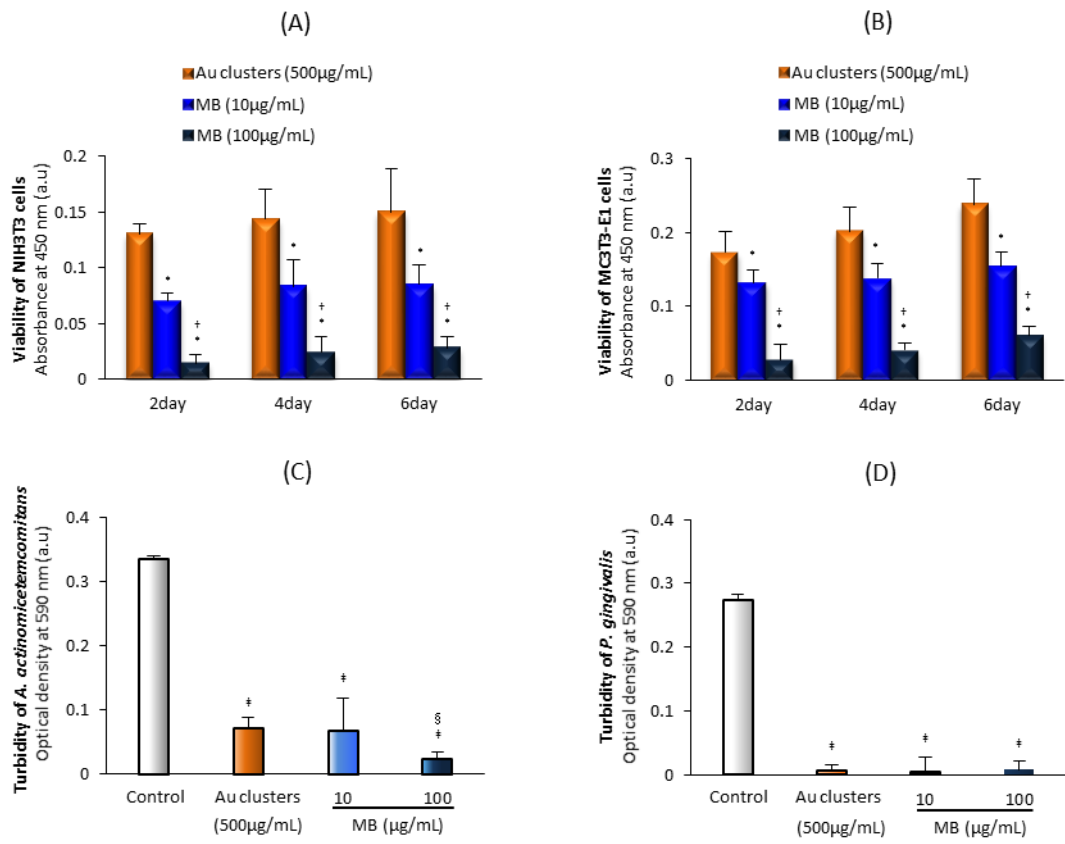 (A)
Au clusters (500µg/mL)
MB (10µg/mL)
MB (100µg/mL)
Viability of NIH3T3 cells
Absorbance at 450 nm (a.u)
0.2
0.15
0.1
0.05
0
*
†
*
*
†
*
*
†
*
2day
4day
6day
(B)
Au clusters (500µg/mL)
MB (10µg/mL)
MB (100µg/mL)
Viability of MC3T3-E1 cells
Absorbance at 450 nm (a.u)
0.3
0.2
0.1
0
*
†
*
*
†
*
*
†
*
2day
4day
6day
(C)
Turbidity of A. actinomicetemcomitans
Optical density at 590 nm (a.u)
0.4
0.3
0.2
0.1
0
‡
‡
§
‡
Control
Au clusters
(500µg/mL)
10
100
MB (µg/mL)
(D)
Turbidity of P. gingivalis
Optical density at 590 nm (a.u)
0.4
0.3
0.2
0.1
0
‡
‡
‡
Control
Au clusters
(500µg/mL)
10
100
MB (µg/mL)